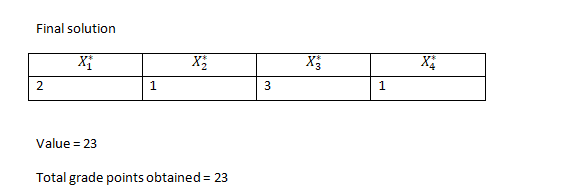 Final solution
X₁* X₂* X₃* X₄*
2 1 3 1
Value = 23
Total grade points obtained = 23